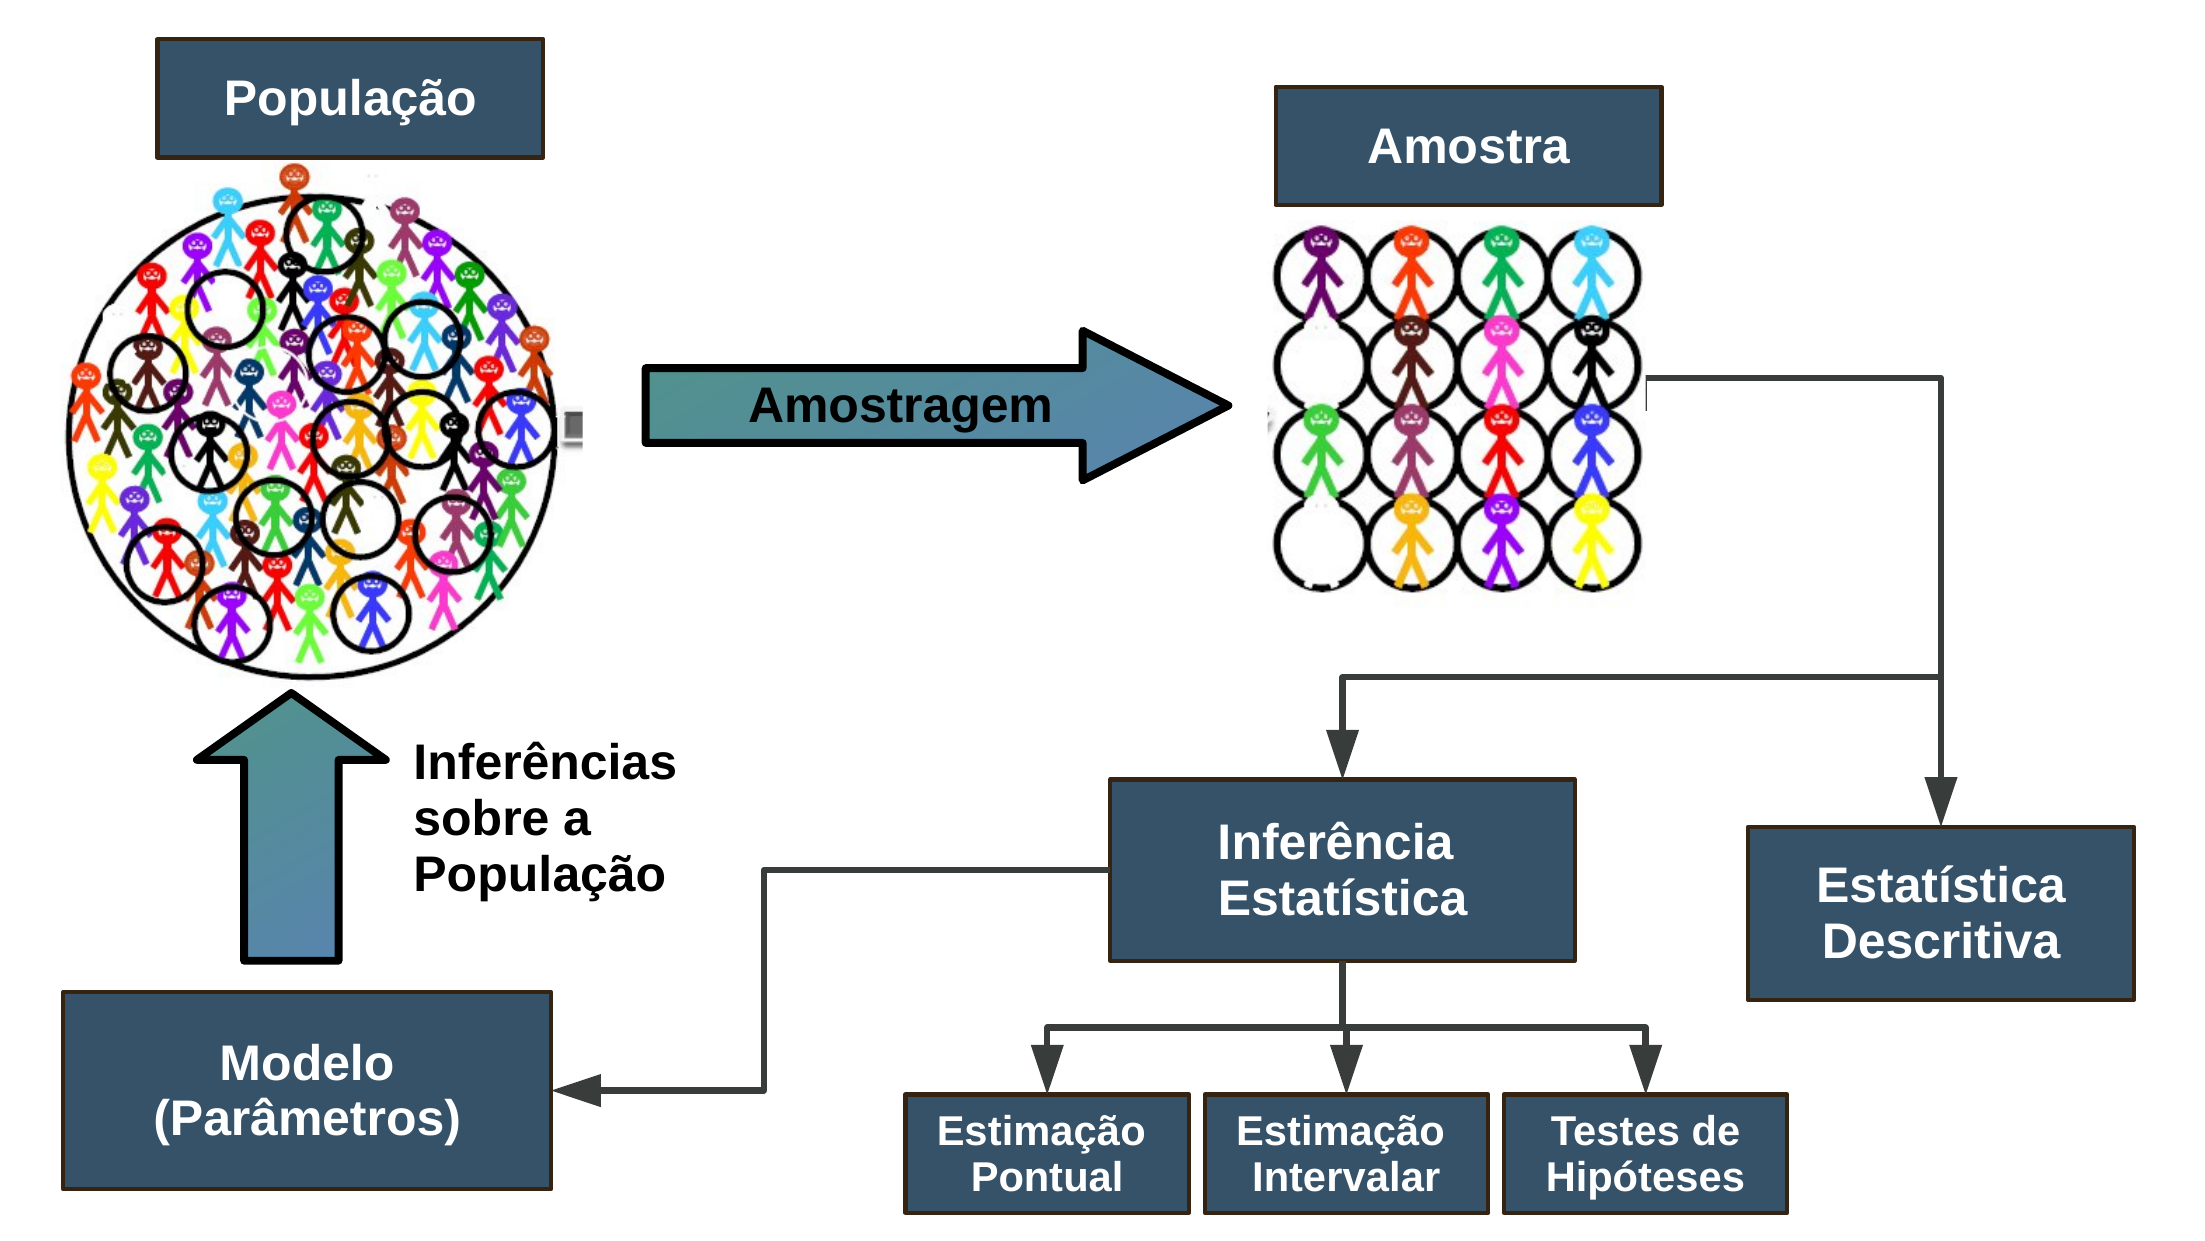 População
Amostra
Amostragem
Inferências
sobre a
População
Inferência
Estatística
Estatística
Descritiva
Modelo
(Parâmetros)
Estimação
Pontual
Estimação
Intervalar
Testes de
Hipóteses